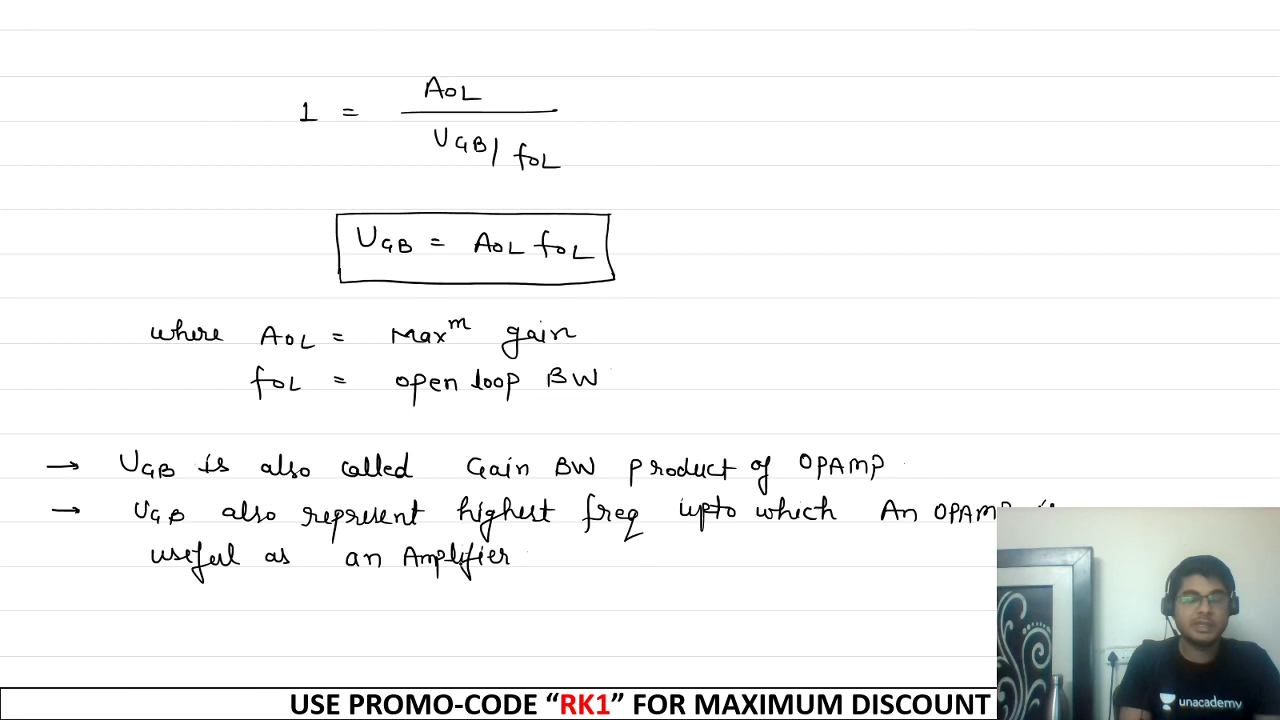 1 = AOL
UGB/ fOL
UGB = AOL fOL
where AOL = Maxm gain
fOL = open loop BW
→ UGB is also called Gain BW product of OPAMP
→ UGB also represent highest freq upto which An OPAMP is
useful as an Amplifier
unacademy
USE PROMO-CODE “RK1” FOR MAXIMUM DISCOUNT